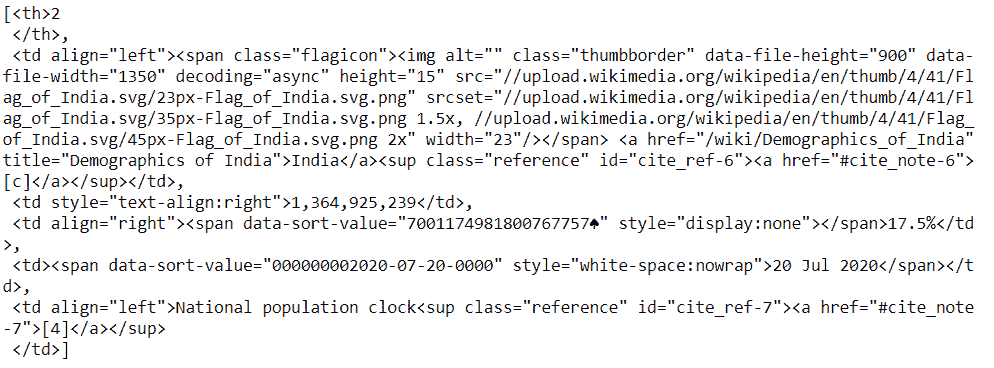 [<th>2
</th>,
<td align="left"><span class="flagicon"><img alt="" class="thumbborder" data-file-height="900" data-
file-width="1350" decoding="async" height="15" src="//upload.wikimedia.org/wikipedia/en/thumb/4/41/Fl
ag_of_India.svg/23px-Flag_of_India.svg.png" srcset="//upload.wikimedia.org/wikipedia/en/thumb/4/41/Fl
ag_of_India.svg/35px-Flag_of_India.svg.png 1.5x, //upload.wikimedia.org/wikipedia/en/thumb/4/41/Flag_
of_India.svg/45px-Flag_of_India.svg.png 2x" width="23"/></span> <a href="/wiki/Demographics_of_India"
title="Demographics of India">India</a><sup class="reference" id="cite_ref-6"><a href="#cite_note-6">
[c]</a></sup></td>,
<td style="text-align:right">1,364,925,239</td>,
<td align="right"><span data-sort-value="7001174981800767757♠" style="display:none"></span>17.5%</td
>,
<td><span data-sort-value="000000002020-07-20-0000" style="white-space:nowrap">20 Jul 2020</span></t
d>,
<td align="left">National population clock<sup class="reference" id="cite_ref-7"><a href="#cite_note
-7">[4]</a></sup>
</td>]